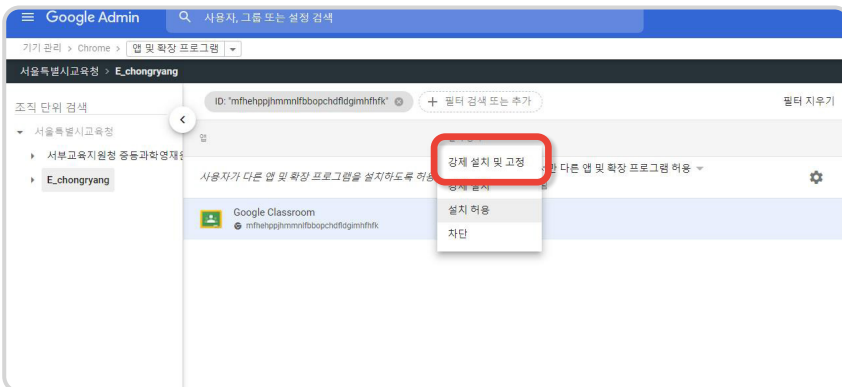 Google Admin
사용자, 그룹 또는 설정 검색
기기 관리 > Chrome > 앱 및 확장 프로그램
서울특별시교육청 > E_chongryang
조직 단위 검색
ID: "mfhehppjhmmnlfbbopchdfldgimhfhfk"
+ 필터 검색 또는 추가
필터 지우기
서울특별시교육청
앱
서부교육지원청 중등과학영재
강제 설치 및 고정
사용자가 다른 앱 및 확장 프로그램을 설치하도록 허용
다른 앱 및 확장 프로그램 허용
E_chongryang
강제 설치
설치 허용
Google Classroom
mfhehppjhmmnlfbbopchdfldgimhfhfk
차단